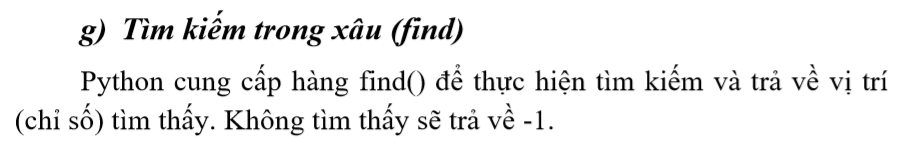 g) Tìm kiếm trong xâu (find)
Python cung cấp hàng find() để thực hiện tìm kiếm và trả về vị trí
(chỉ số) tìm thấy. Không tìm thấy sẽ trả về -1.